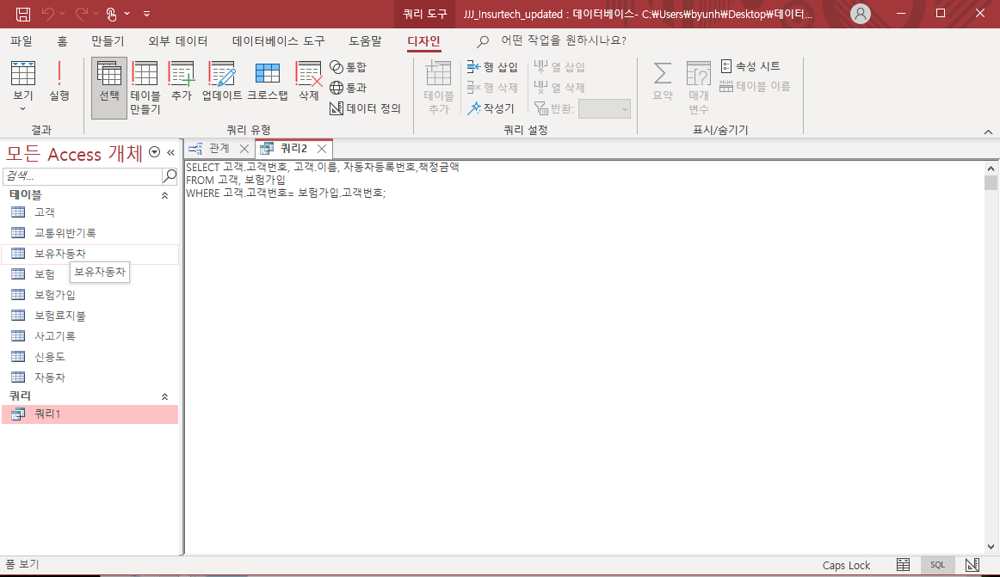 쿼리 도구
JJJ_Insurtech_updated : 데이터베이스- C:₩Users₩byunh₩Desktop₩데이터...
파일 홈 만들기 외부 데이터 데이터베이스 도구 도움말 디자인 어떤 작업을 원하시나요?
보기
실행
결과
선택
테이블
만들기
추가
업데이트
크로스탭
삭제
통합
통과
데이터 정의
쿼리 유형
테이블
추가
행 삽입
행 삭제
작성기
열 삽입
열 삭제
반환:
쿼리 설정
요약
매개
변수
속성 시트
테이블 이름
표시/숨기기
모든 Access 개체
검색...
테이블
고객
교통위반기록
보유자동차
보유자동차
보험
보험가입
보험료지불
사고기록
신용도
자동차
쿼리
쿼리1
관계
쿼리2
SELECT 고객.고객번호, 고객.이름, 자동차등록번호,책정금액
FROM 고객, 보험가입
WHERE 고객.고객번호= 보험가입.고객번호;
폼 보기
Caps Lock
SQL